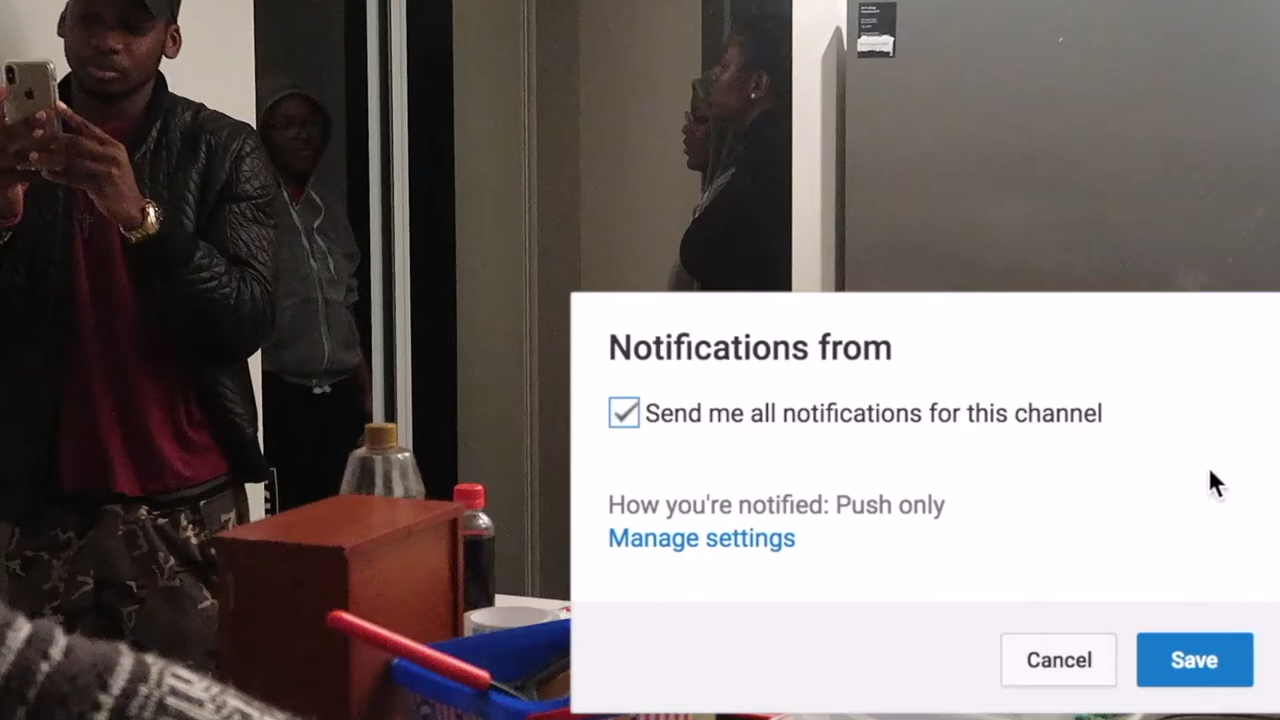 Notifications from
Send me all notifications for this channel
How you're notified: Push only
Manage settings
Cancel
Save